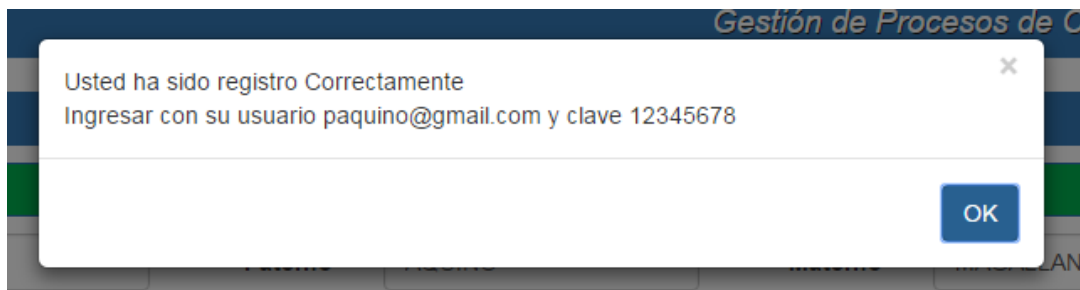 Gestión de Procesos de C
Usted ha sido registro Correctamente
×
Ingresar con su usuario paquino@gmail.com y clave 12345678
OK